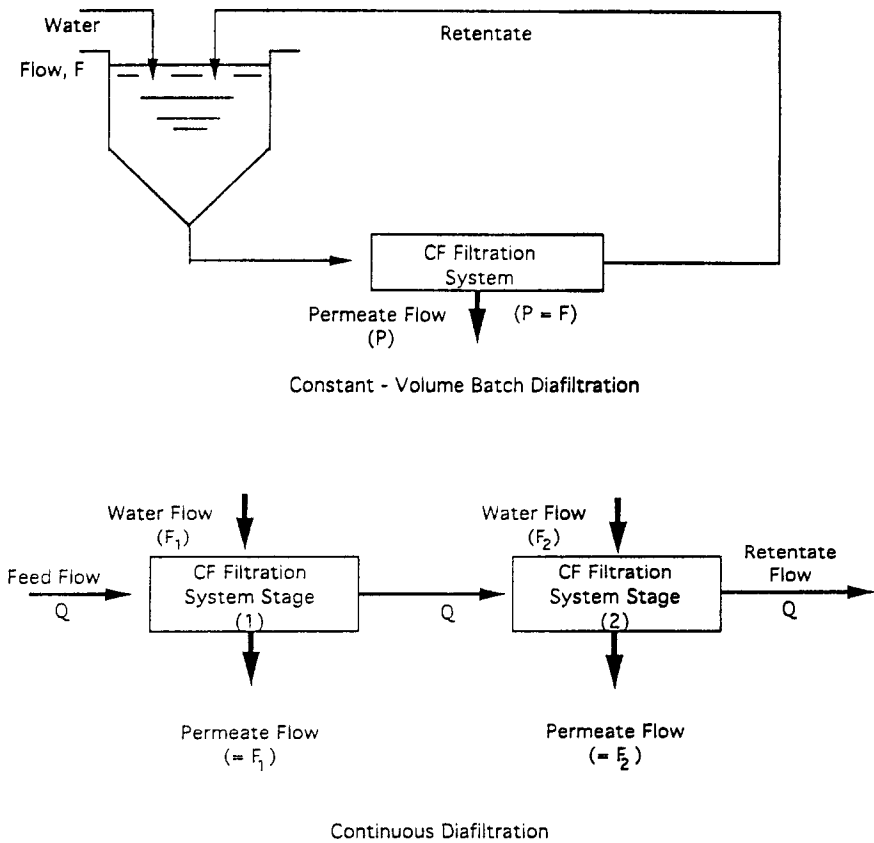 Water
Retentate
Flow, F
CF Filtration
System
Permeate Flow
(P)
(P = F)
Constant - Volume Batch Diafiltration
Water Flow
(F₁)
Water Flow
(F₂)
Feed Flow
Q
CF Filtration
System Stage
(1)
Q
CF Filtration
System Stage
(2)
Retentate
Flow
Q
Permeate Flow
(= F₁)
Permeate Flow
(= F₂)
Continuous Diafiltration